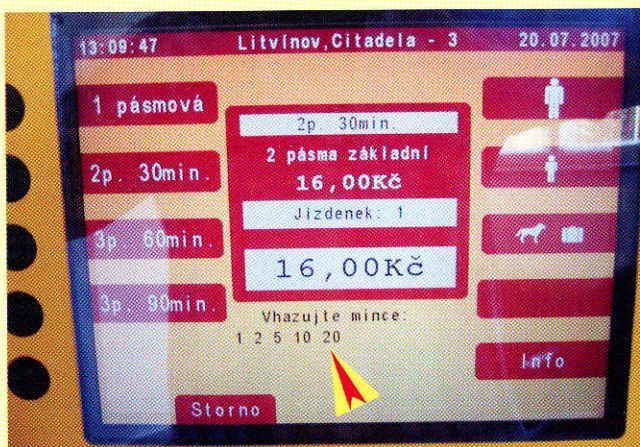 13:09:47 Litvínov,Citadela - 3 20.07.2007
1 pásmová
2p. 30min.
3p 60min.
3p. 90min.
2p. 30min.
2 pásma základní
16,00Kč
Jízdenek: 1
16,00Kč
Vhazujte mince:
1 2 5 10 20
Info
Storno